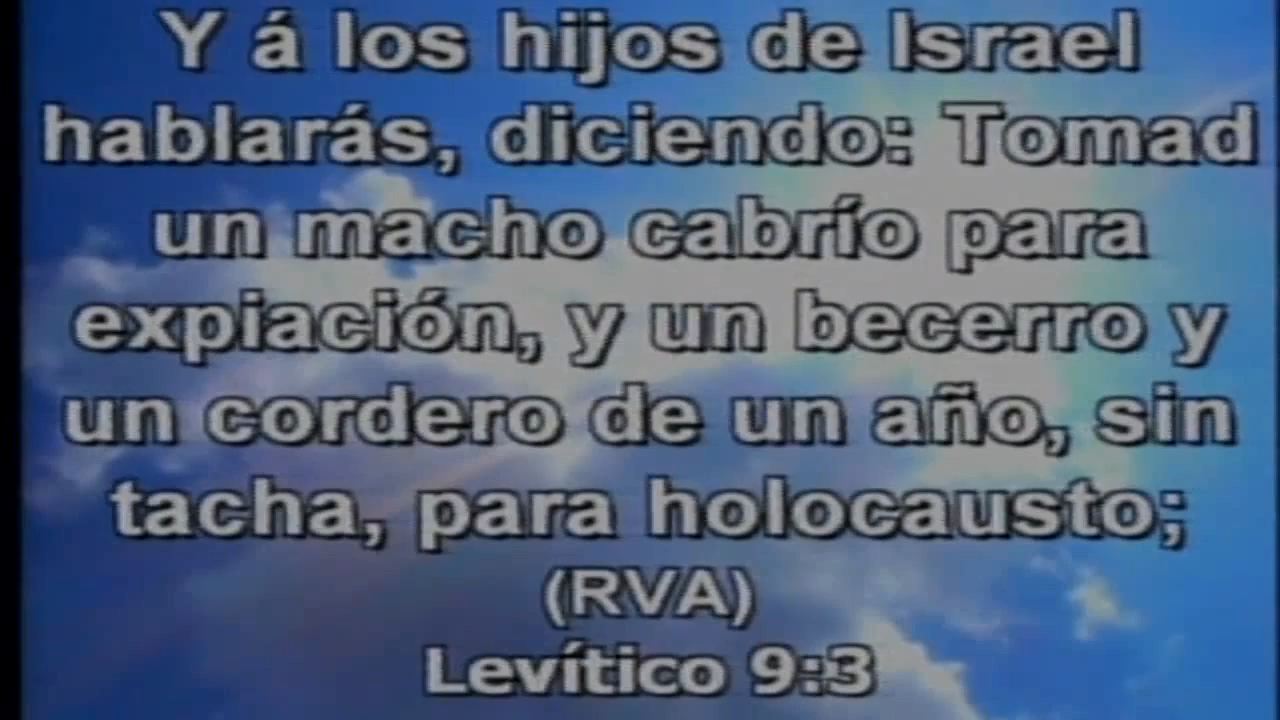 Y á los hijos de Israel
hablarás, diciendo: Tomad
un macho cabrío para
expiación, y un becerro y
un cordero de un año, sin
tacha, para holocausto;
(RVA)
Levítico 9:3